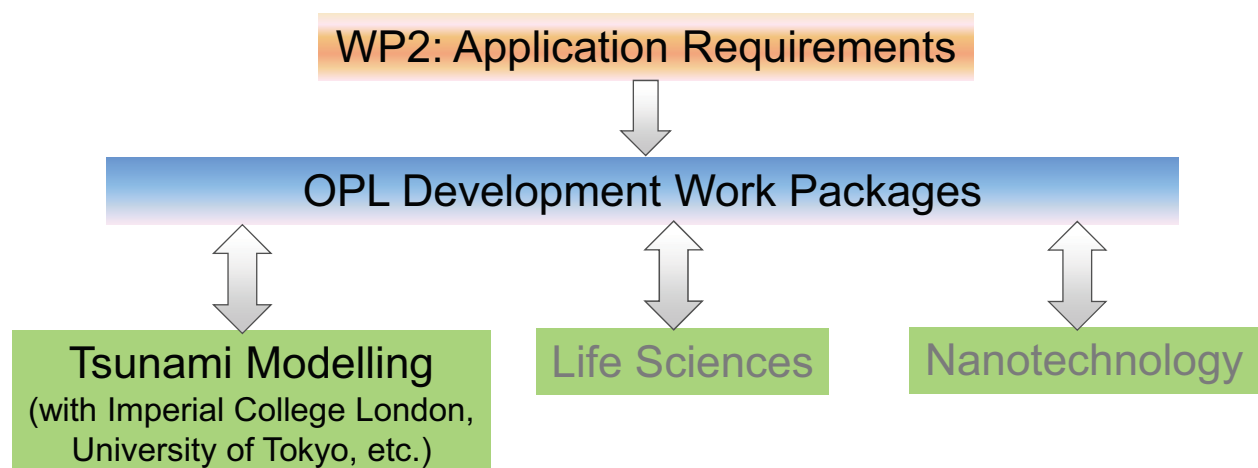 WP2: Application Requirements
OPL Development Work Packages
Tsunami Modelling
(with Imperial College London,
University of Tokyo, etc.)
Life Sciences
Nanotechnology